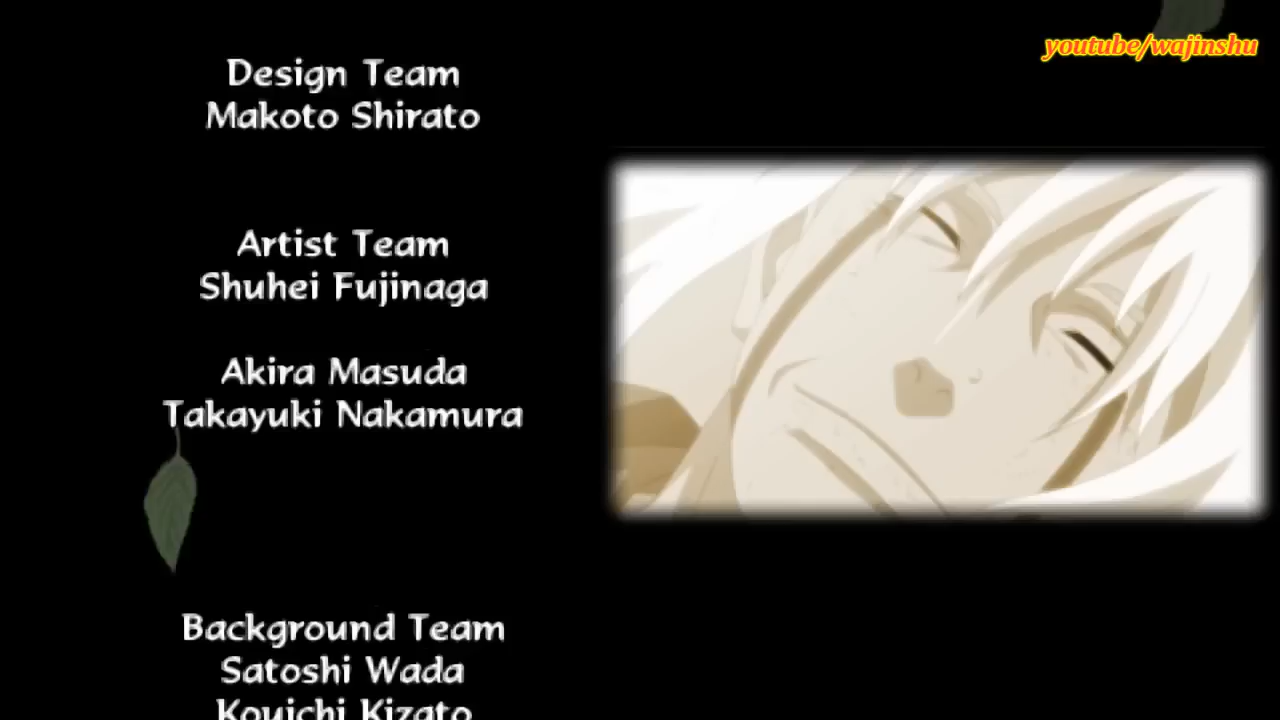 youtube/wajinshu
Design Team
Makoto Shirato
Artist Team
Shuhei Fujinaga
Akira Masuda
Takayuki Nakamura
Background Team
Satoshi Wada
Kouichi Kizato